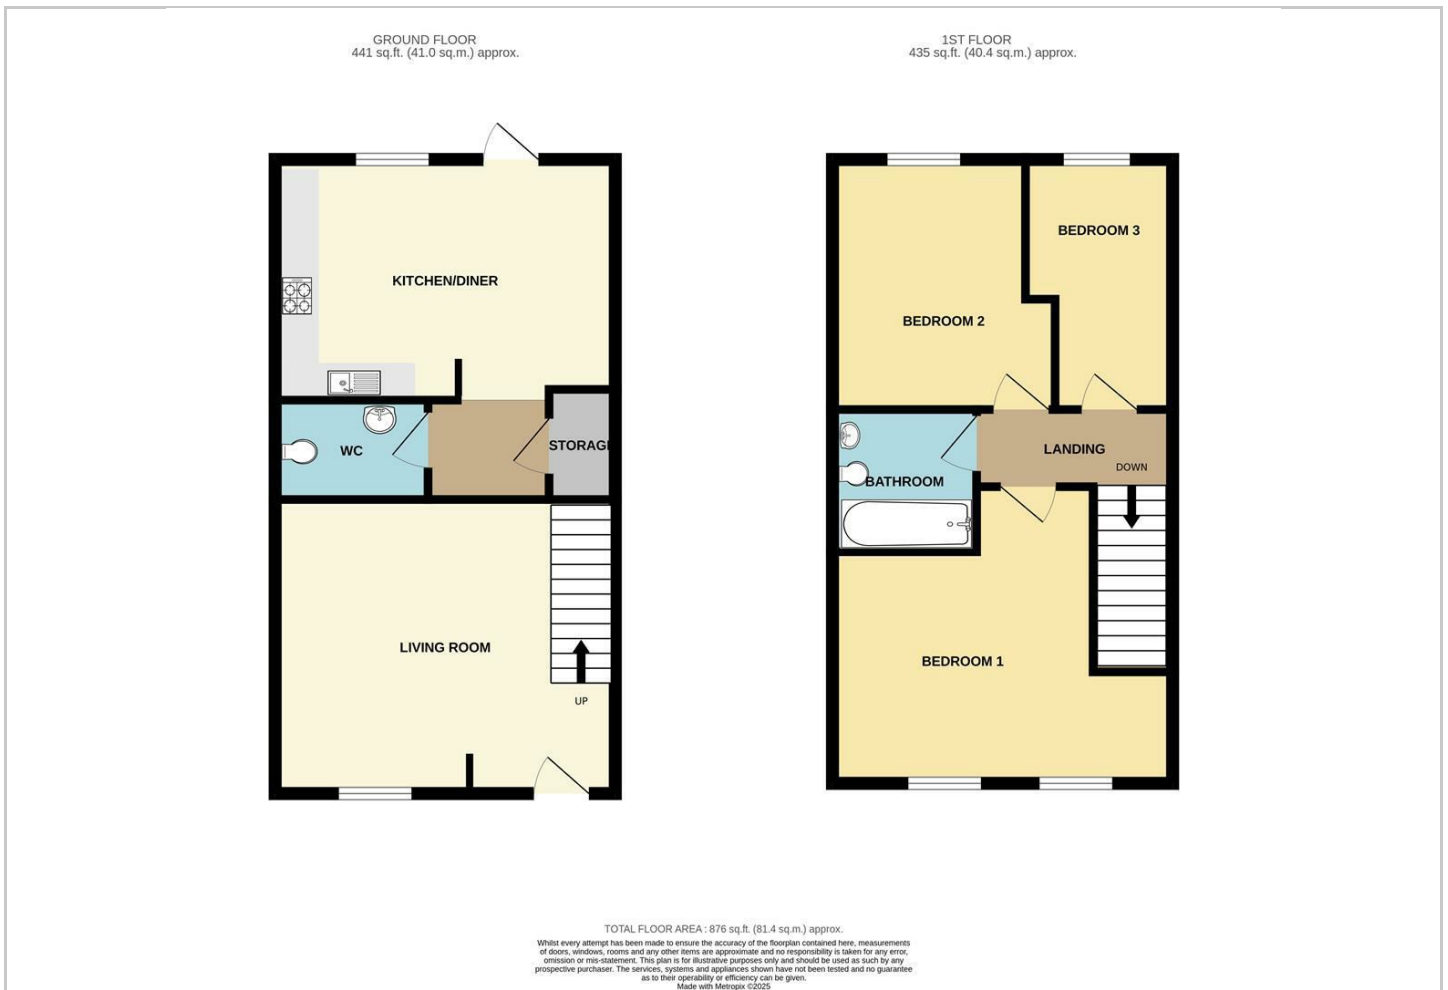 GROUND FLOOR
441 sq.ft. (41.0 sq.m.) approx.
1ST FLOOR
435 sq.ft. (40.4 sq.m.) approx.
KITCHEN/DINER
WC
STORAGE
LIVING ROOM
UP
BEDROOM 3
BEDROOM 2
LANDING
DOWN
BATHROOM
BEDROOM 1
TOTAL FLOOR AREA : 876 sq.ft. (81.4 sq.m.) approx.
Whilst every attempt has been made to ensure the accuracy of the floorplan contained here, measurements
of doors, windows, rooms and any other items are approximate and no responsibility is taken for any error,
omission or mis-statement. This plan is for illustrative purposes only and should be used as such by any
prospective purchaser. The services, systems and appliances shown have not been tested and no guarantee
as to their operability or efficiency can be given.
Made with Metropix ©2025